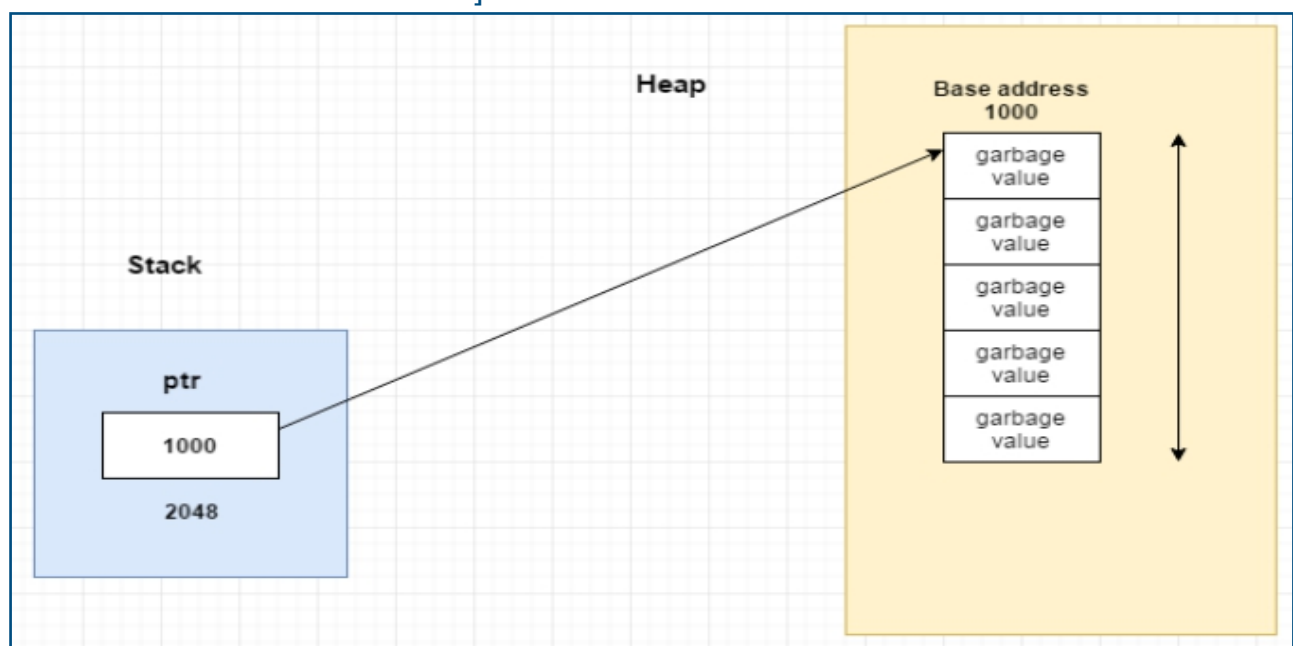 ]
Heap
Base address
1000
garbage
value
garbage
value
garbage
value
garbage
value
garbage
value
Stack
ptr
1000
2048